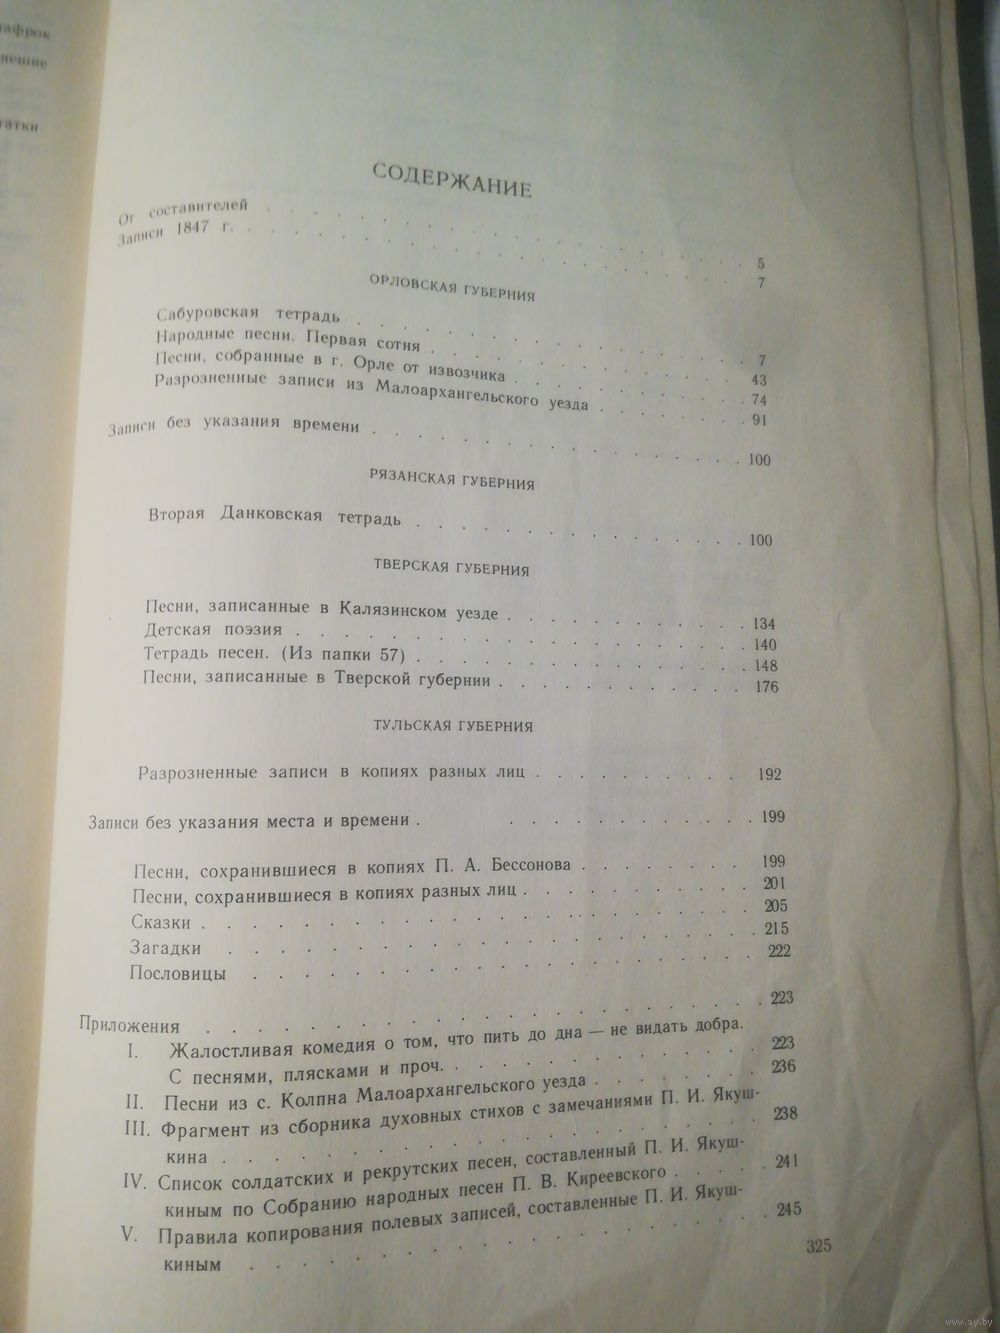 нешние
татки
СОДЕРЖАНИЕ
От составителей . . . . . . . . . . 5
Записи 1847 г. . . . . . . . . . . 7
ОРЛОВСКАЯ ГУБЕРНИЯ
Сабуровская тетрадь . . . . . . . . . . 7
Народные песни. Первая сотня . . . . . . . . . . 43
Песни, собранные в г. Орле от извозчика . . . . . . . . . . 74
Разрозненные записи из Малоархангельского уезда . . . . . . . 91
Записи без указания времени . . . . . . . . . . 100
РЯЗАНСКАЯ ГУБЕРНИЯ
Вторая Данковская тетрадь . . . . . . . . . . 100
ТВЕРСКАЯ ГУБЕРНИЯ
Песни, записанные в Калязинском уезде . . . . . . . . . . 134
Детская поэзия . . . . . . . . . . 140
Тетрадь песен. (Из папки 57) . . . . . . . . . . 148
Песни, записанные в Тверской губернии . . . . . . . . . . 176
ТУЛЬСКАЯ ГУБЕРНИЯ
Разрозненные записи в копиях разных лиц . . . . . . . . . 192
Записи без указания места и времени . . . . . . . . . . 199
Песни, сохранившиеся в копиях П. А. Бессонова . . . . . . . 199
Песни, сохранившиеся в копиях разных лиц . . . . . . . . . 201
Сказки . . . . . . . . . . 205
Загадки . . . . . . . . . . 215
Пословицы . . . . . . . . . . 222
Приложения . . . . . . . . . . 223
I. Жалостливая комедия о том, что пить до дна — не видать добра.
С песнями, плясками и проч. . . . . . . . . . . 223
II. Песни из с. Колпна Малоархангельского уезда . . . . . . . 236
III. Фрагмент из сборника духовных стихов с замечаниями П. И. Якуш-
кина . . . . . . . . . . 238
IV. Список солдатских и рекрутских песен, составленный П. И. Якуш-
киным по Собранию народных песен П. В. Киреевского . . . . . 241
V. Правила копирования полевых записей, составленные П. И. Якуш-
киным . . . . . . . . . . 245
325
www.ay.by